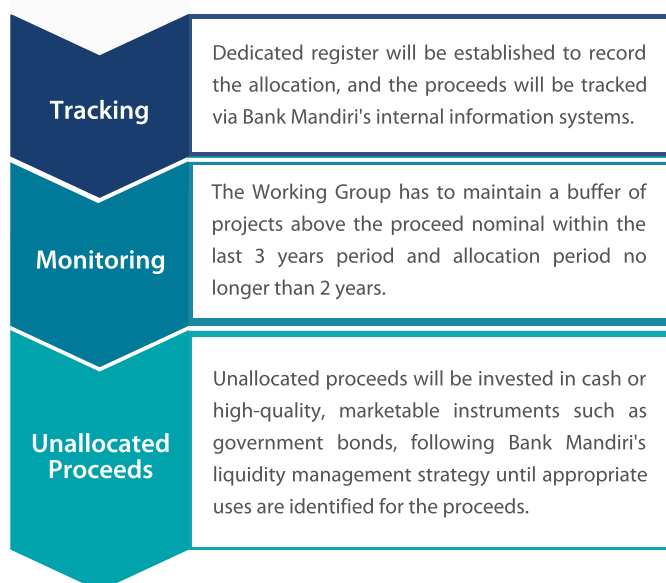 Tracking
Dedicated register will be established to record
the allocation, and the proceeds will be tracked
via Bank Mandiri's internal information systems.
Monitoring
The Working Group has to maintain a buffer of
projects above the proceed nominal within the
last 3 years period and allocation period no
longer than 2 years.
Unallocated
Proceeds
Unallocated proceeds will be invested in cash or
high-quality, marketable instruments such as
government bonds, following Bank Mandiri's
liquidity management strategy until appropriate
uses are identified for the proceeds.